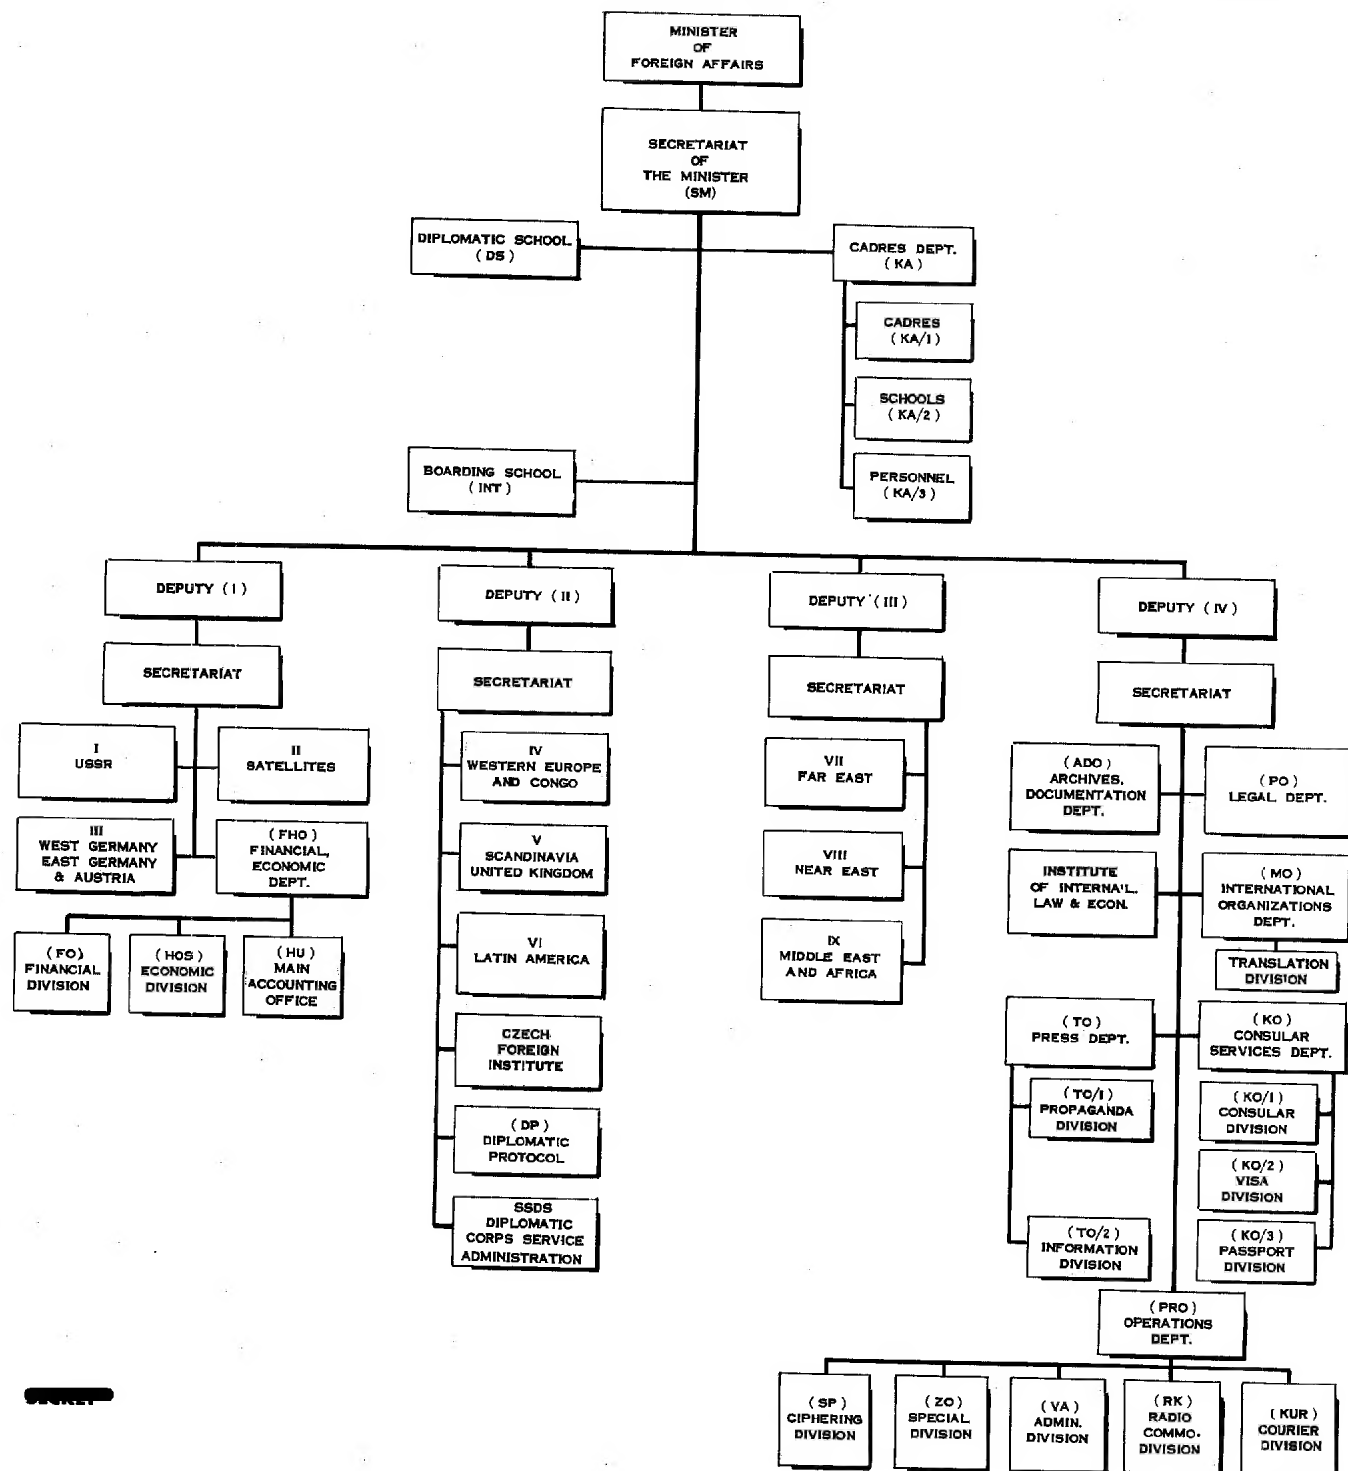 MINISTER
OF
FOREIGN AFFAIRS
SECRETARIAT
OF
THE MINISTER
(SM)
DIPLOMATIC SCHOOL
(DS)
CADRES DEPT.
(KA)
CADRES
(KA/1)
SCHOOLS
(KA/2)
BOARDING SCHOOL
(INT)
PERSONNEL
(KA/3)
DEPUTY (I)
SECRETARIAT
I
USSR
II
SATELLITES
III
WEST GERMANY
EAST GERMANY
& AUSTRIA
(FHO)
FINANCIAL,
ECONOMIC
DEPT.
(FO)
FINANCIAL
DIVISION
(HOS)
ECONOMIC
DIVISION
(HU)
MAIN
ACCOUNTING
OFFICE
DEPUTY (II)
SECRETARIAT
IV
WESTERN EUROPE
AND CONGO
V
SCANDINAVIA
UNITED KINGDOM
VI
LATIN AMERICA
CZECH
FOREIGN
INSTITUTE
(DP)
DIPLOMATIC
PROTOCOL
SSDS
DIPLOMATIC
CORPS SERVICE
ADMINISTRATION
DEPUTY (III)
SECRETARIAT
VII
FAR EAST
VIII
NEAR EAST
IX
MIDDLE EAST
AND AFRICA
DEPUTY (IV)
SECRETARIAT
(ADO)
ARCHIVES,
DOCUMENTATION
DEPT.
(PO)
LEGAL DEPT.
INSTITUTE
OF INTERNA'L.
LAW & ECON.
(MO)
INTERNATIONAL
ORGANIZATIONS
DEPT.
TRANSLATION
DIVISION
(TO)
PRESS DEPT.
(KO)
CONSULAR
SERVICES DEPT.
(TO/1)
PROPAGANDA
DIVISION
(KO/1)
CONSULAR
DIVISION
(KO/2)
VISA
DIVISION
(TO/2)
INFORMATION
DIVISION
(KO/3)
PASSPORT
DIVISION
(PRO)
OPERATIONS
DEPT.
(SP)
CIPHERING
DIVISION
(ZO)
SPECIAL
DIVISION
(VA)
ADMIN.
DIVISION
(RK)
RADIO
COMMO.
DIVISION
(KUR)
COURIER
DIVISION